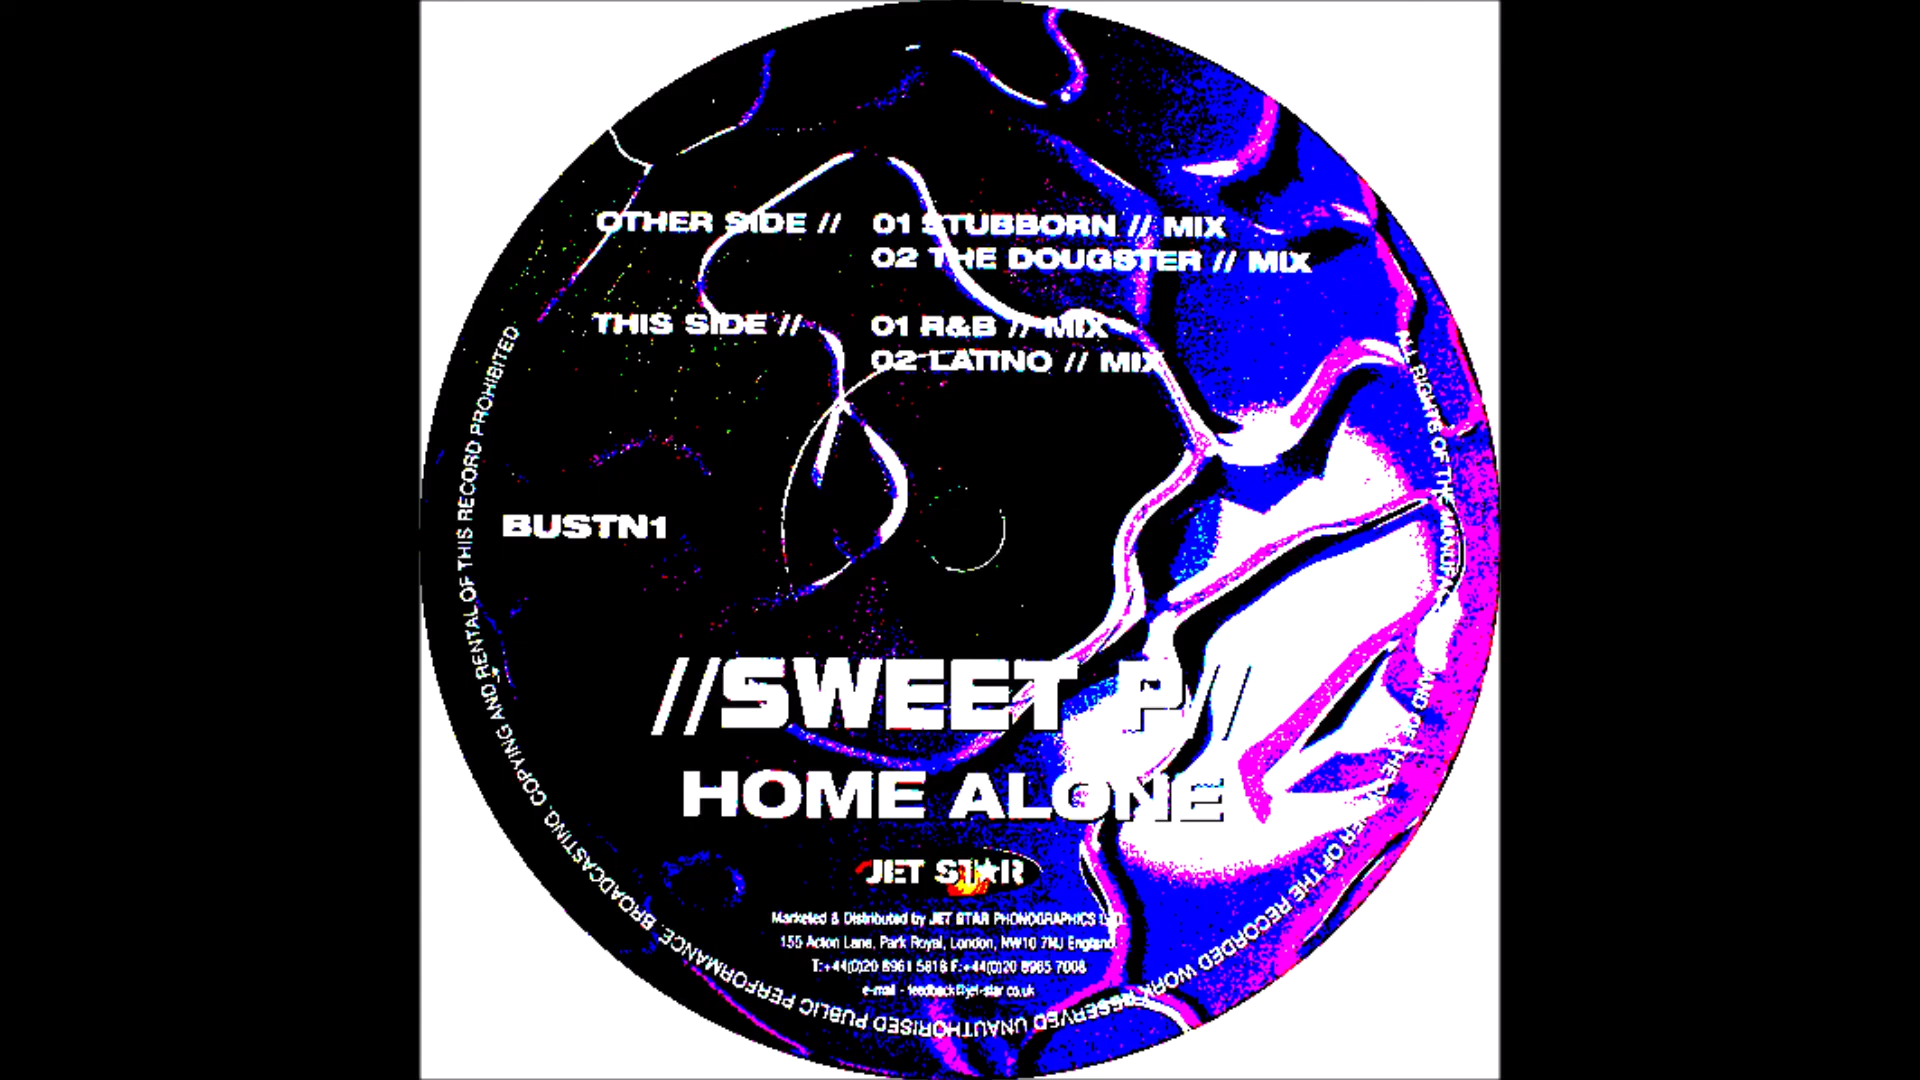 OTHER SIDE // 01 STUBBORN // MIX
02 THE DOUGSTER // MIX
THIS SIDE // 01 R&B // MIX
02 LATINO // MIX
BUSTN1
//SWEET P//
HOME ALONE
JET STAR
Marketed & Distributed by JET STAR PHONOGRAPHICS LTD.
155 Acton Lane, Park Royal, London, NW10 7NJ England.
T:+44(0)20 8961 5818 F:+44(0)20 8965 7008
e-mail - feedback@jet-star.co.uk
ALL RIGHTS OF THE MANUFACTURER AND OF THE OWNER OF THE RECORDED WORK RESERVED UNAUTHORISED PUBLIC PERFORMANCE, BROADCASTING, COPYING AND RENTAL OF THIS RECORD PROHIBITED